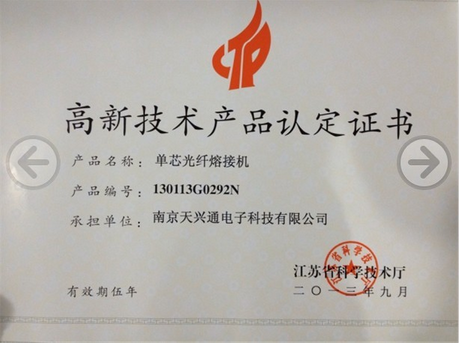 CTP
高新技术产品认定证书
产品名称：单芯光纤熔接机
产品编号：130113G0292N
承担单位：南京天兴通电子科技有限公司
江苏省科学技术厅
有效期伍年
二〇一三年九月